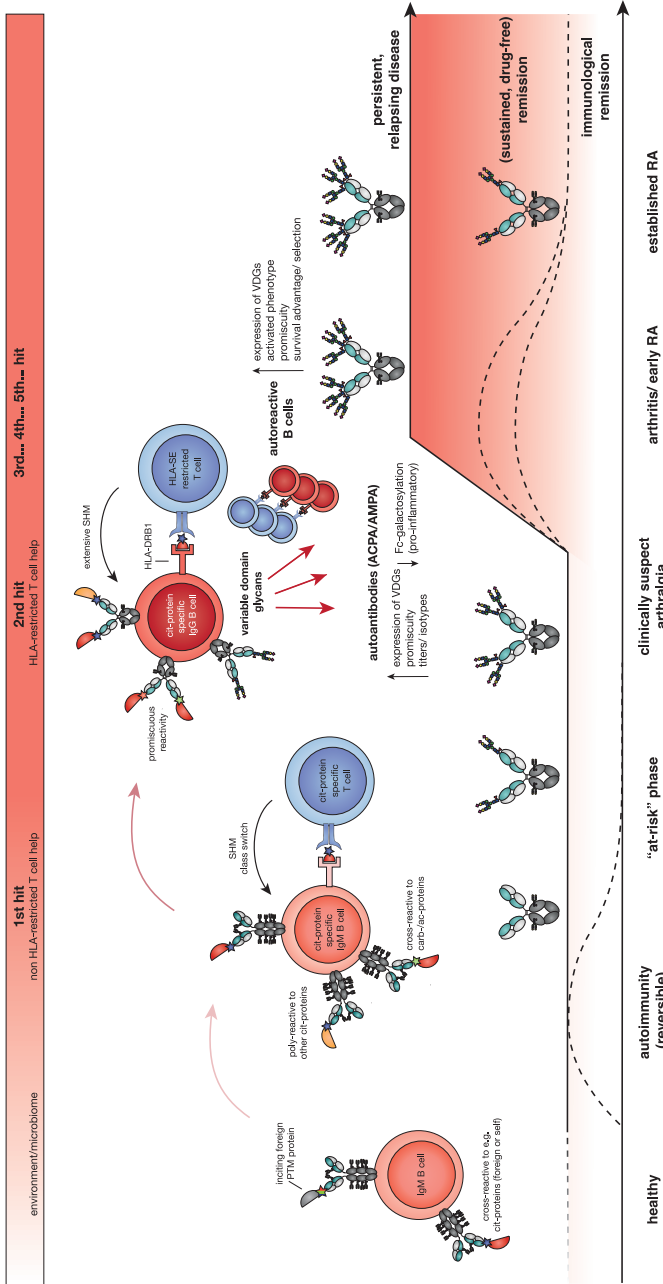 1st hit
2nd hit
3rd... 4th... 5th... hit
environment/microbiome
non HLA-restricted T cell help
HLA-restricted T cell help
inciting foreign
PTM protein
IgM B cell
cross-reactive to e.g.
cit-proteins (foreign or self)
poly-reactive to
other cit-proteins
cit-protein
specific
IgM B cell
cross-reactive to
carb-/ac-proteins
SHM
class switch
cit-protein
specific
T cell
promiscuous
reactivity
extensive SHM
cit-protein
specific
IgG B cell
HLA-DRB1
HLA-SE
restricted
T cell
variable domain
glycans
autoreactive
B cells
expression of VDGs
activated phenotype
promiscuity
survival advantage/ selection
autoantibodies (ACPA/AMPA)
expression of VDGs
promiscuity
titers/ isotypes
Fc-galactosylation
(pro-inflammatory)
persistent,
relapsing disease
(sustained, drug-free)
remission
immunological
remission
healthy
autoimmunity
(reversible)
"at-risk" phase
clinically suspect
arthralgia
arthritis/ early RA
established RA